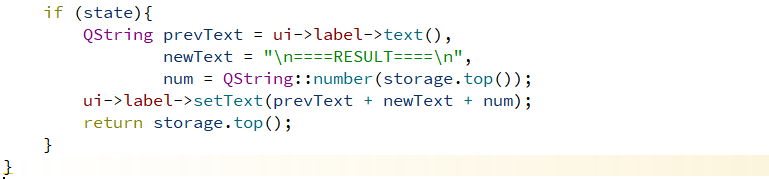 if (state){
QString prevText = ui->label->text(),
newText = "\n====RESULT====\n",
num = QString::number(storage.top());
ui->label->setText(prevText + newText + num);
return storage.top();
}
}